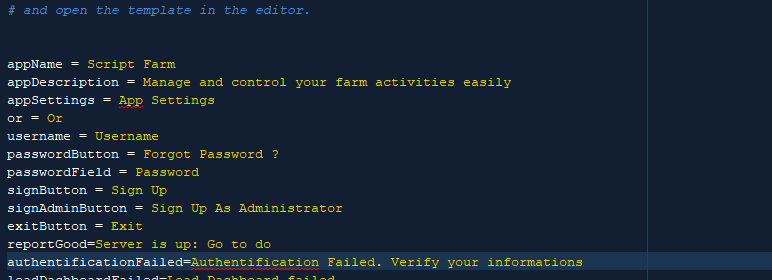 # and open the template in the editor.
appName = Script Farm
appDescription = Manage and control your farm activities easily
appSettings = App Settings
or = Or
username = Username
passwordButton = Forgot Password ?
passwordField = Password
signButton = Sign Up
signAdminButton = Sign Up As Administrator
exitButton = Exit
reportGood=Server is up: Go to do
authentificationFailed=Authentification Failed. Verify your informations
loadDashboardFailed=Load Dashboard failed